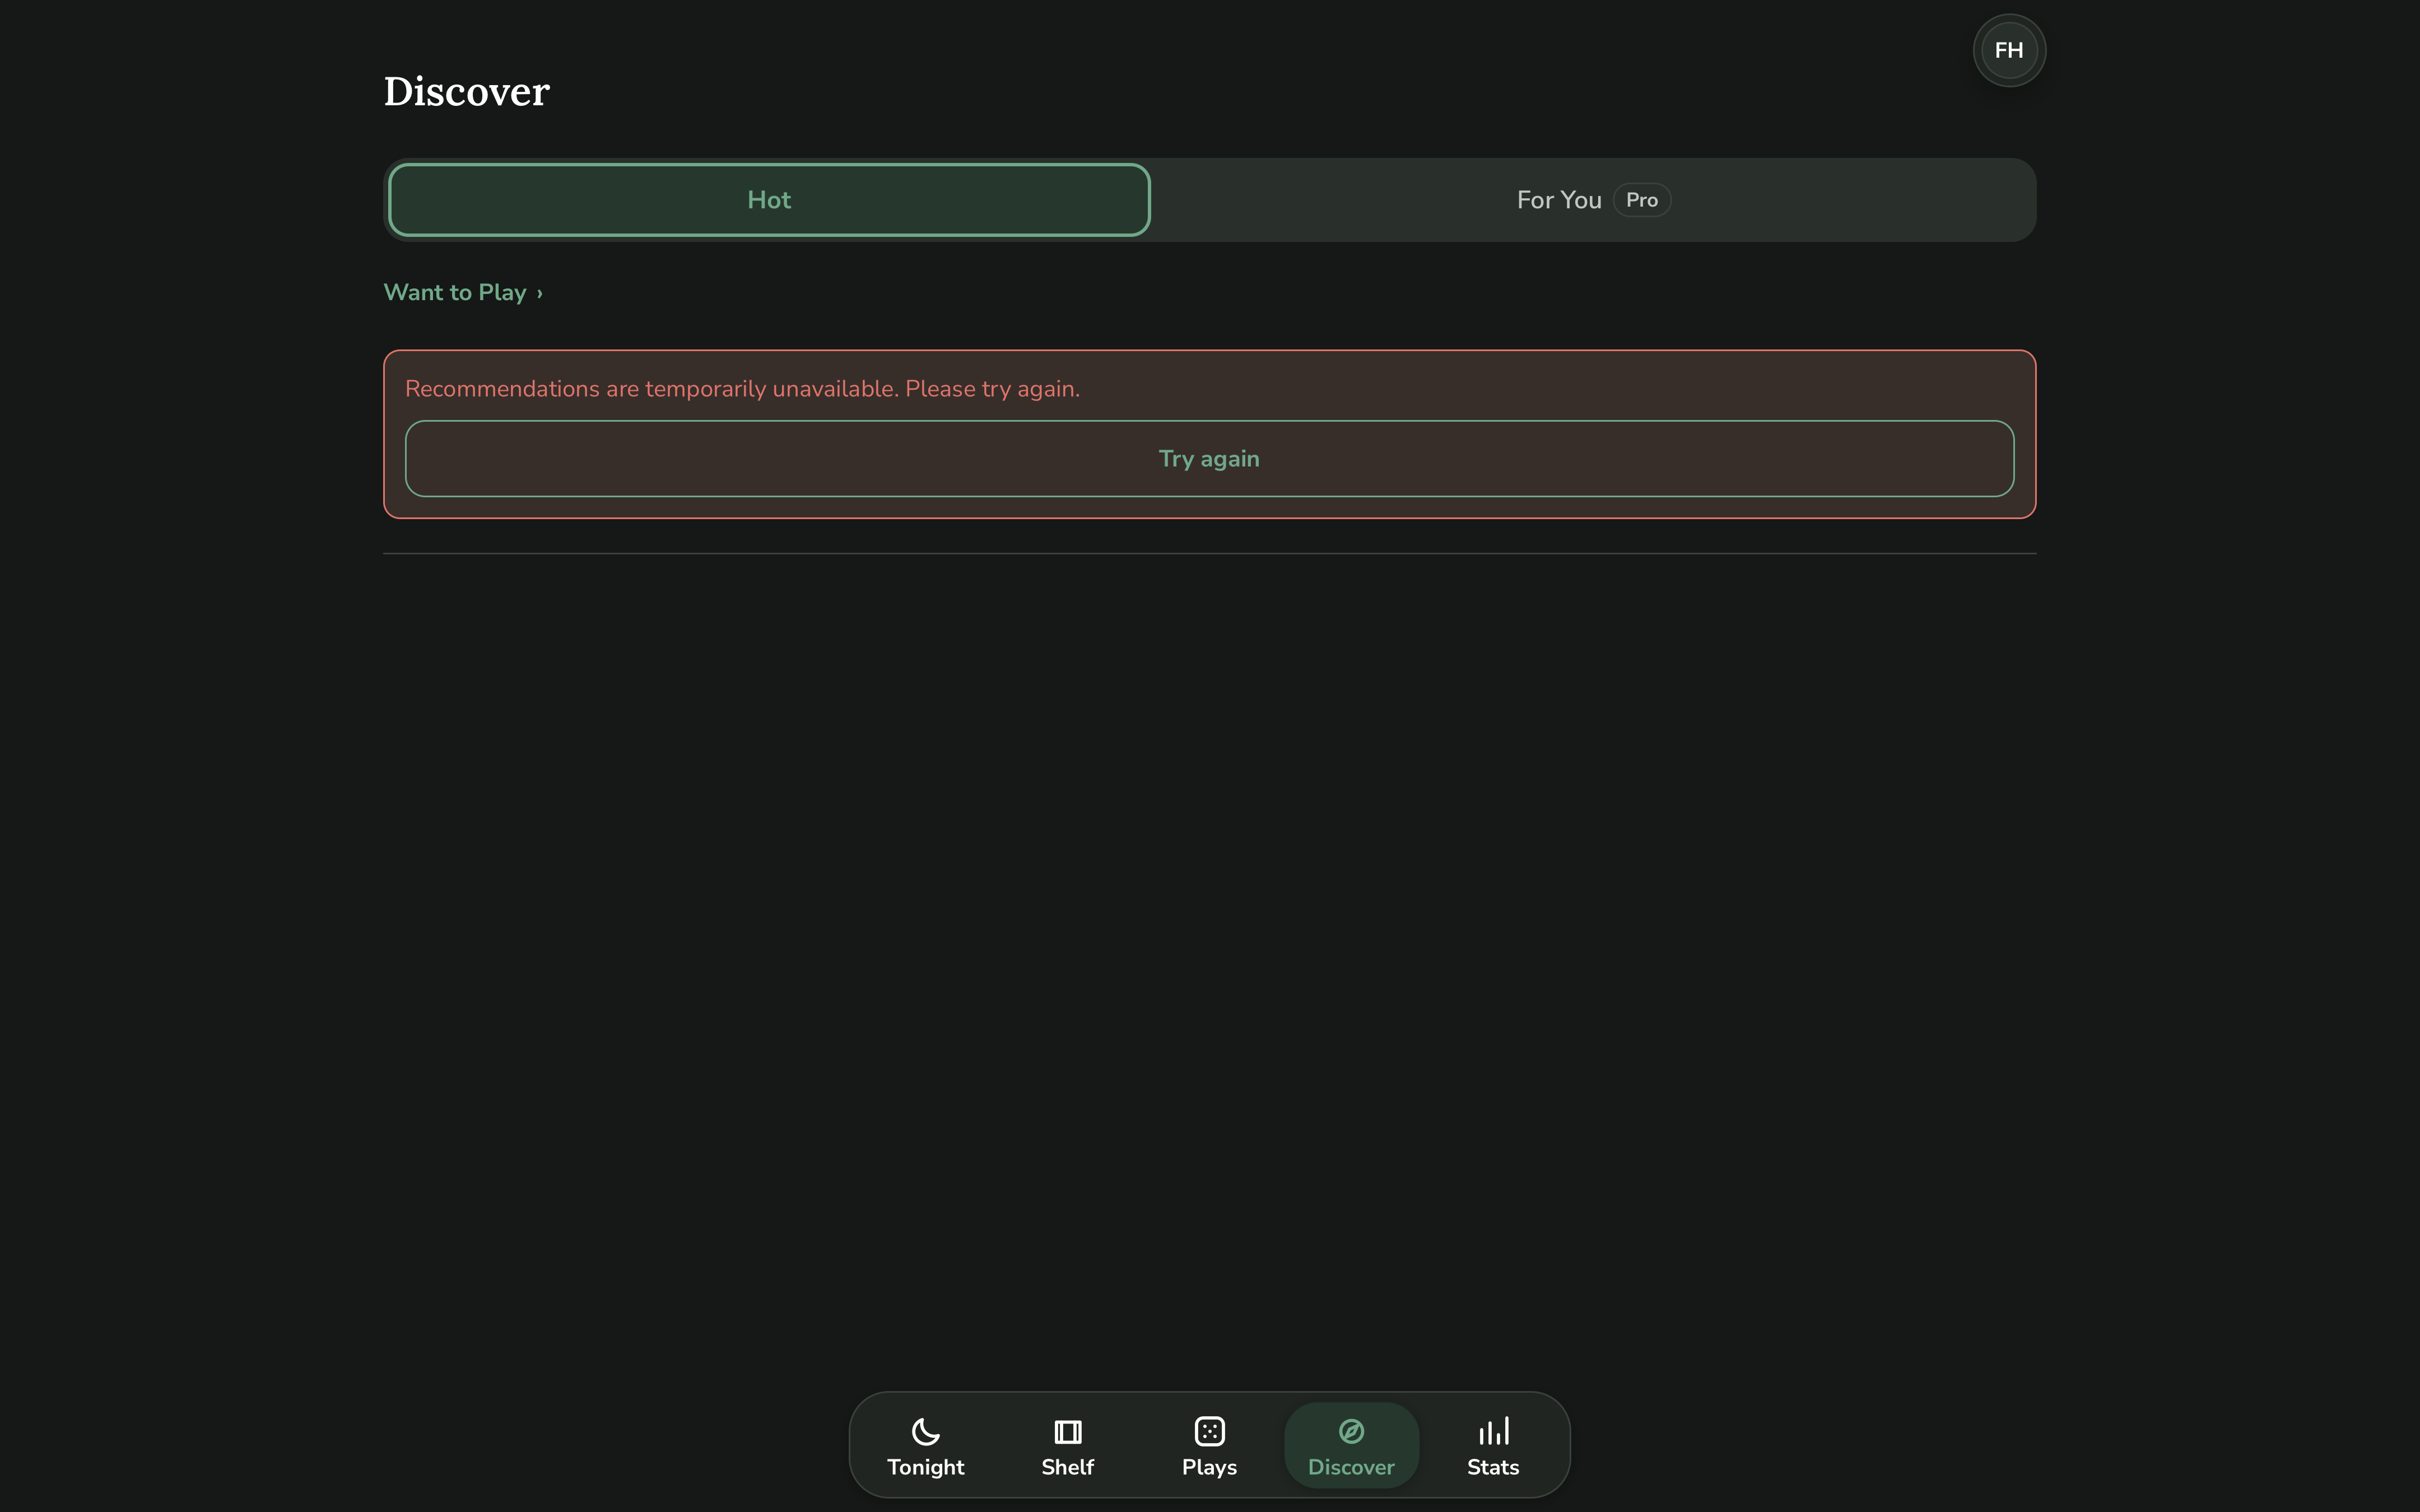 FH
Discover
Hot
For You Pro
Want to Play ›
Recommendations are temporarily unavailable. Please try again.
Try again
Tonight
Shelf
Plays
Discover
Stats